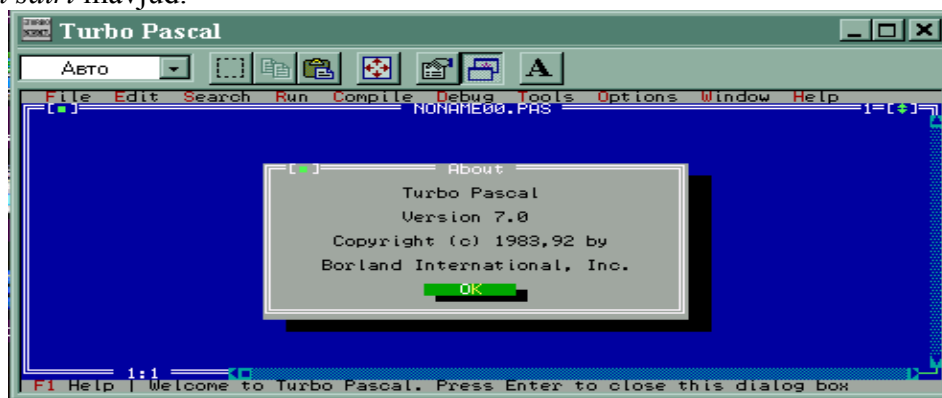 satri mavjud.
Turbo Pascal
Авто
A
File Edit Search Run Compile Debug Tools Options Window Help
NONAME00.PAS 1=[↕]
About
Turbo Pascal
Version 7.0
Copyright (c) 1983,92 by
Borland International, Inc.
OK
1:1
F1 Help | Welcome to Turbo Pascal. Press Enter to close this dialog box